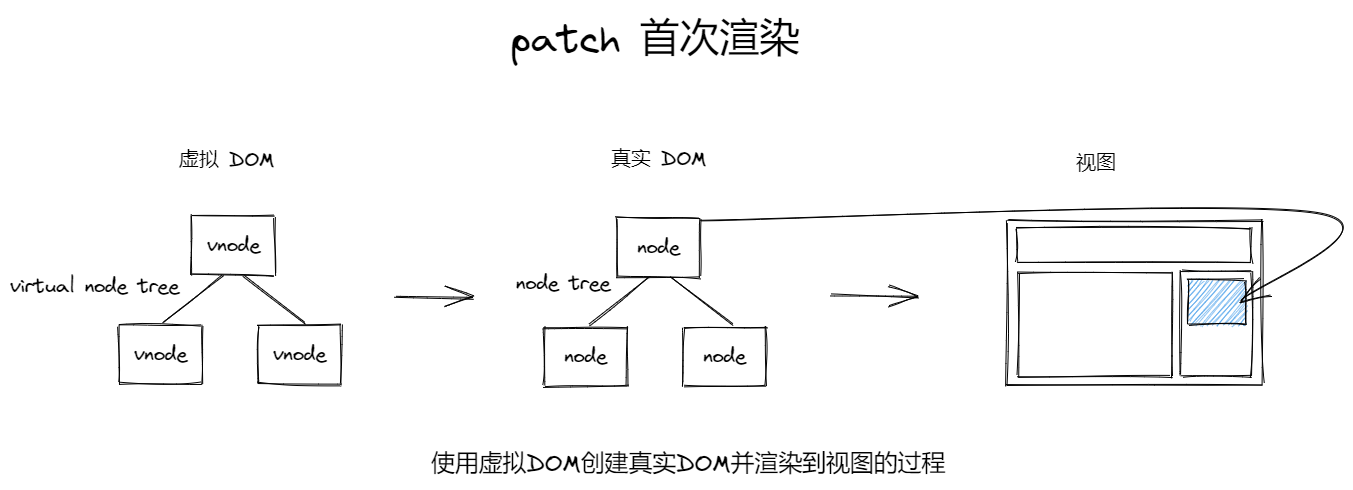 patch 首次渲染
虚拟 DOM
真实 DOM
视图
vnode
node
virtual node tree
node tree
vnode
vnode
node
node
使用虚拟DOM创建真实DOM并渲染到视图的过程